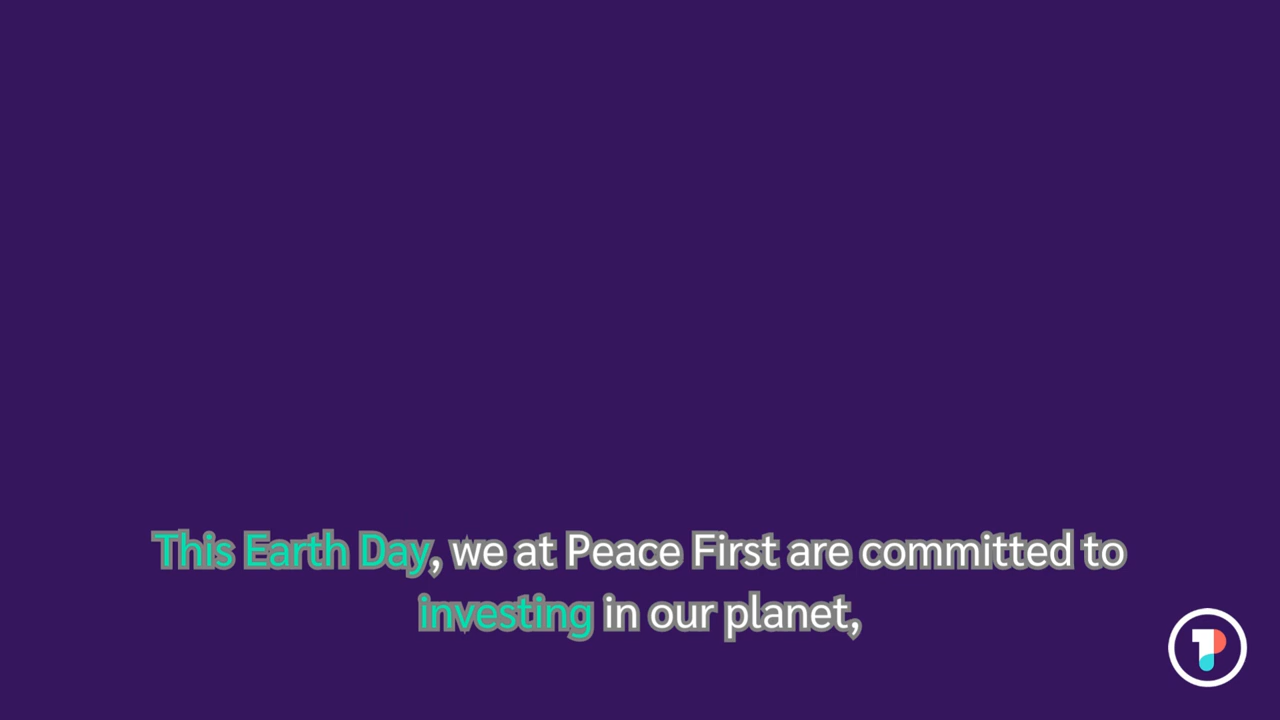 This Earth Day, we at Peace First are committed to
investing in our planet,